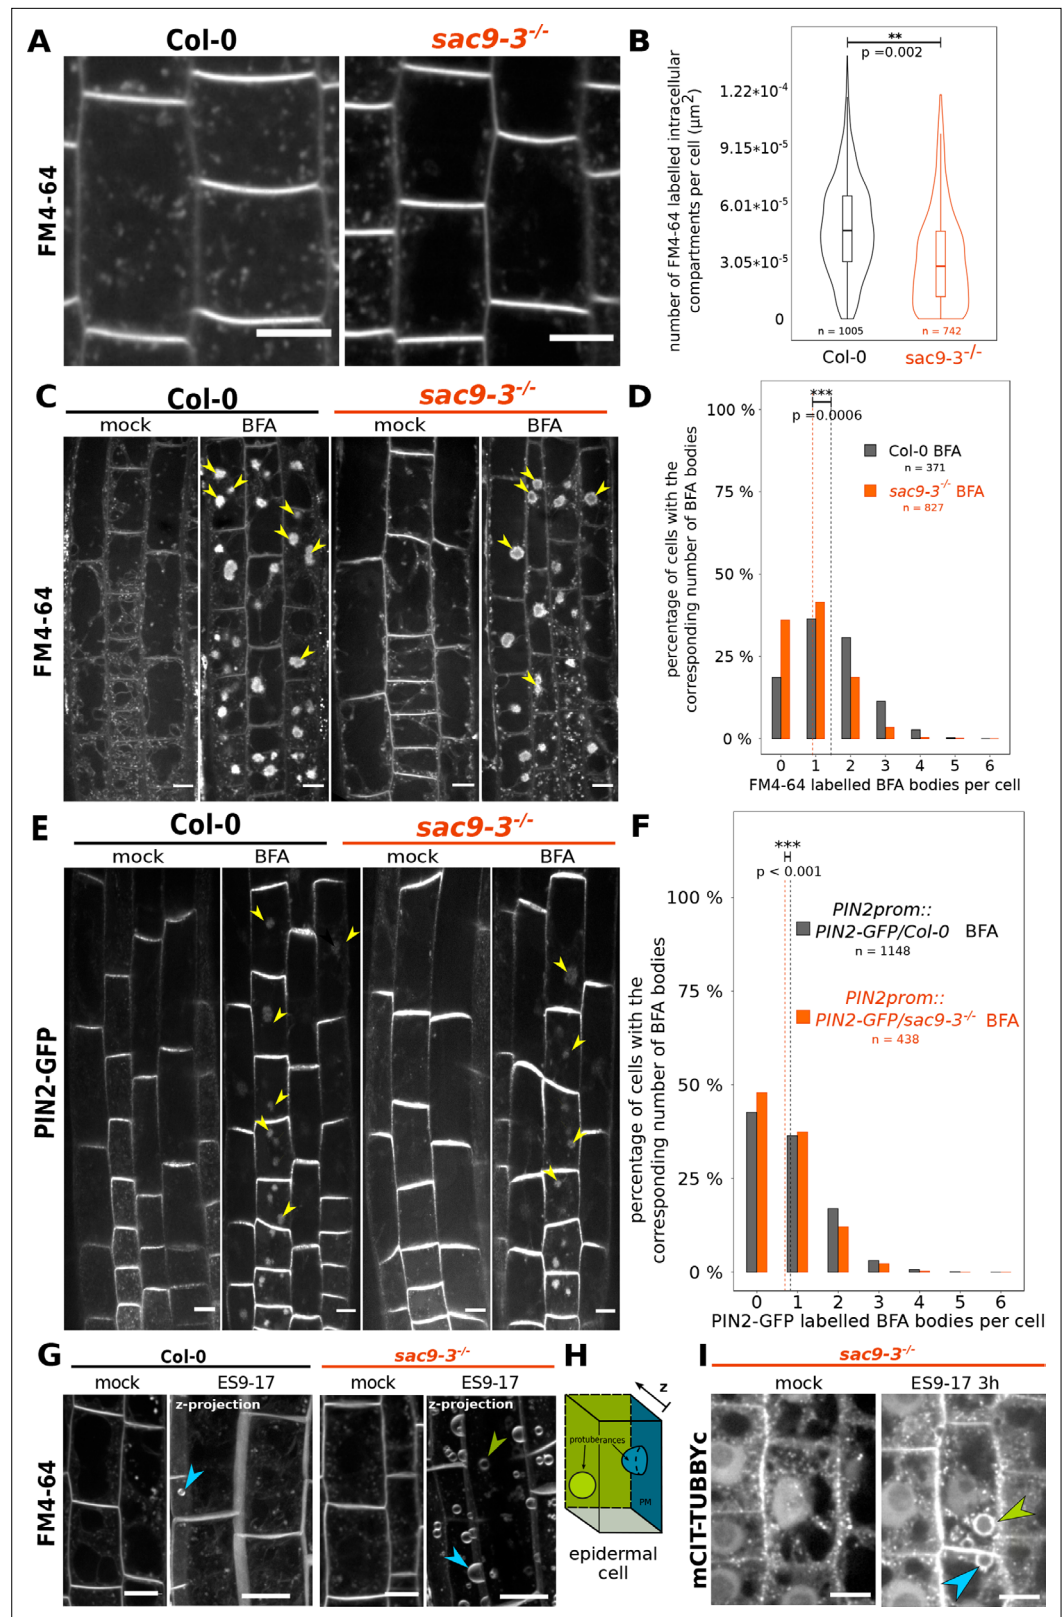 A
Col-0
sac9-3-/-
FM4-64
B
number of FM4-64 labelled intracellular
compartments per cell (µm2)
**
p =0.002
1.22*10-4
9.15*10-5
6.01*10-5
3.05*10-5
0
n = 1005
n = 742
Col-0
sac9-3-/-
C
Col-0
sac9-3-/-
mock
BFA
mock
BFA
FM4-64
D
percentage of cells with the
corresponding number of BFA bodies
***
p =0.0006
100 %
75 %
50 %
25 %
0 %
Col-0 BFA
n = 371
sac9-3-/- BFA
n = 827
0 1 2 3 4 5 6
FM4-64 labelled BFA bodies per cell
E
Col-0
sac9-3-/-
mock
BFA
mock
BFA
PIN2-GFP
F
percentage of cells with the
corresponding number of BFA bodies
***
p < 0.001
100 %
75 %
50 %
25 %
0 %
PIN2prom::
PIN2-GFP/Col-0 BFA
n = 1148
PIN2prom::
PIN2-GFP/sac9-3-/- BFA
n = 438
0 1 2 3 4 5 6
PIN2-GFP labelled BFA bodies per cell
G
Col-0
sac9-3-/-
mock
ES9-17
mock
ES9-17
z-projection
z-projection
FM4-64
H
z
protuberances
PM
epidermal
cell
I
sac9-3-/-
mock
ES9-17 3h
mCIT-TUBBYc